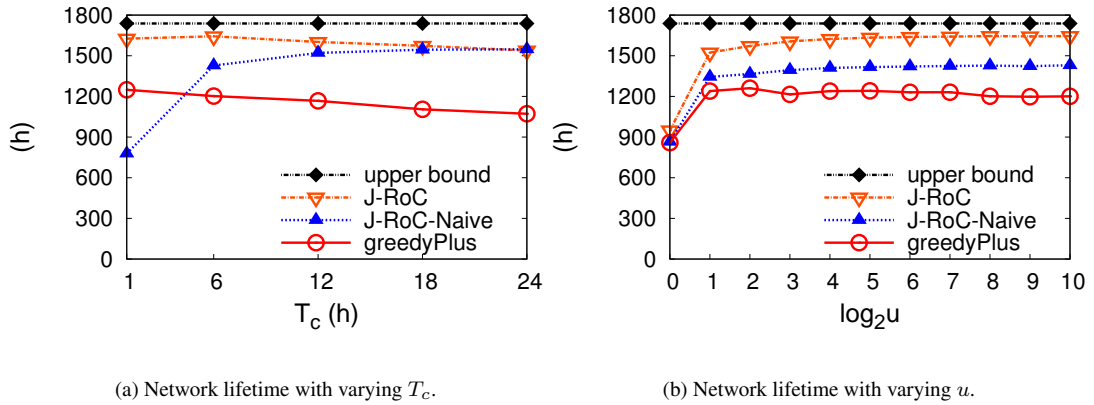 1800
1500
1200
900
600
300
0
(h)
upper bound
J-RoC
J-RoC-Naive
greedyPlus
1 6 12 18 24
T_c (h)
(a) Network lifetime with varying T_c.
1800
1500
1200
900
600
300
0
(h)
upper bound
J-RoC
J-RoC-Naive
greedyPlus
0 1 2 3 4 5 6 7 8 9 10
log_2u
(b) Network lifetime with varying u.